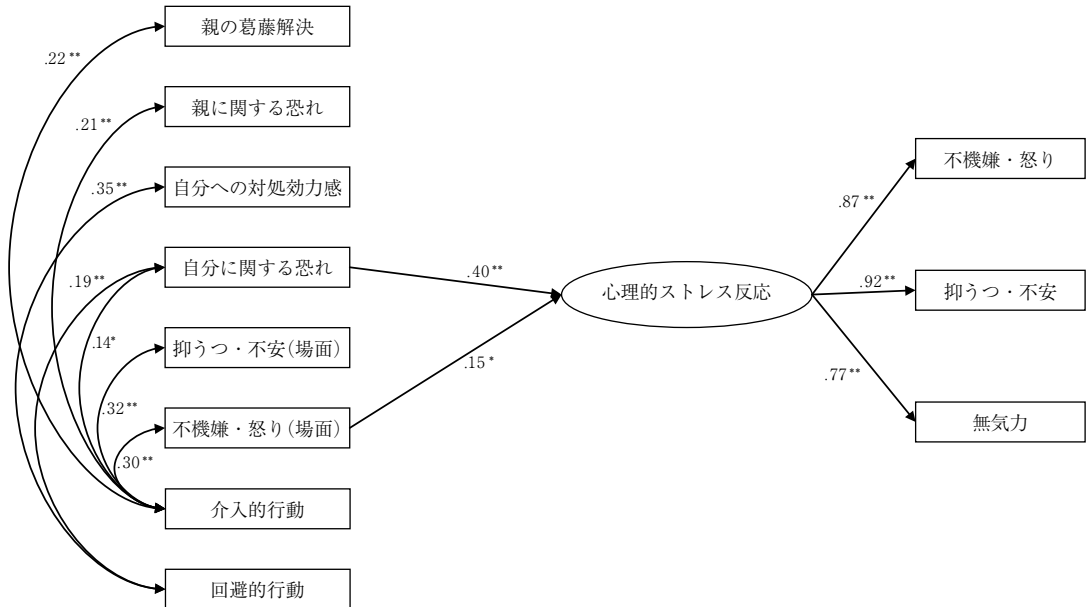 親の葛藤解決
.22**
親に関する恐れ
.21**
自分への対処効力感
.35**
自分に関する恐れ
.19**
.40**
抑うつ・不安(場面)
.14*
不機嫌・怒り(場面)
.32**
.15*
.30**
介入的行動
回避的行動
心理的ストレス反応
不機嫌・怒り
.87**
抑うつ・不安
.92**
無気力
.77**